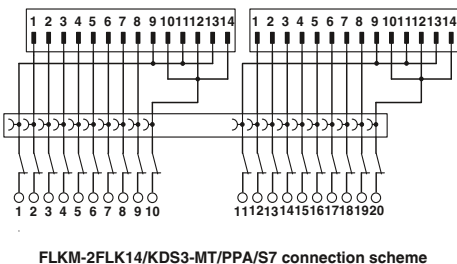 1 2 3 4 5 6 7 8 9 10 11 12 13 14
1 2 3 4 5 6 7 8 9 10 11 12 13 14
1 2 3 4 5 6 7 8 9 10
11 12 13 14 15 16 17 18 19 20
FLKM-2FLK14/KDS3-MT/PPA/S7 connection scheme